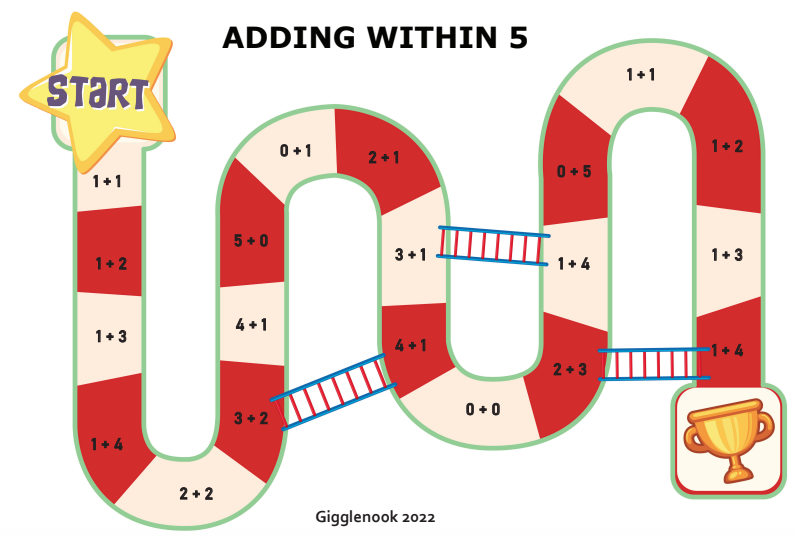 ADDING WITHIN 5
START
1 + 1
1 + 2
1 + 3
1 + 4
2 + 2
3 + 2
4 + 1
5 + 0
0 + 1
2 + 1
3 + 1
4 + 1
0 + 0
2 + 3
1 + 4
0 + 5
1 + 1
1 + 2
1 + 3
1 + 4
Gigglenook 2022